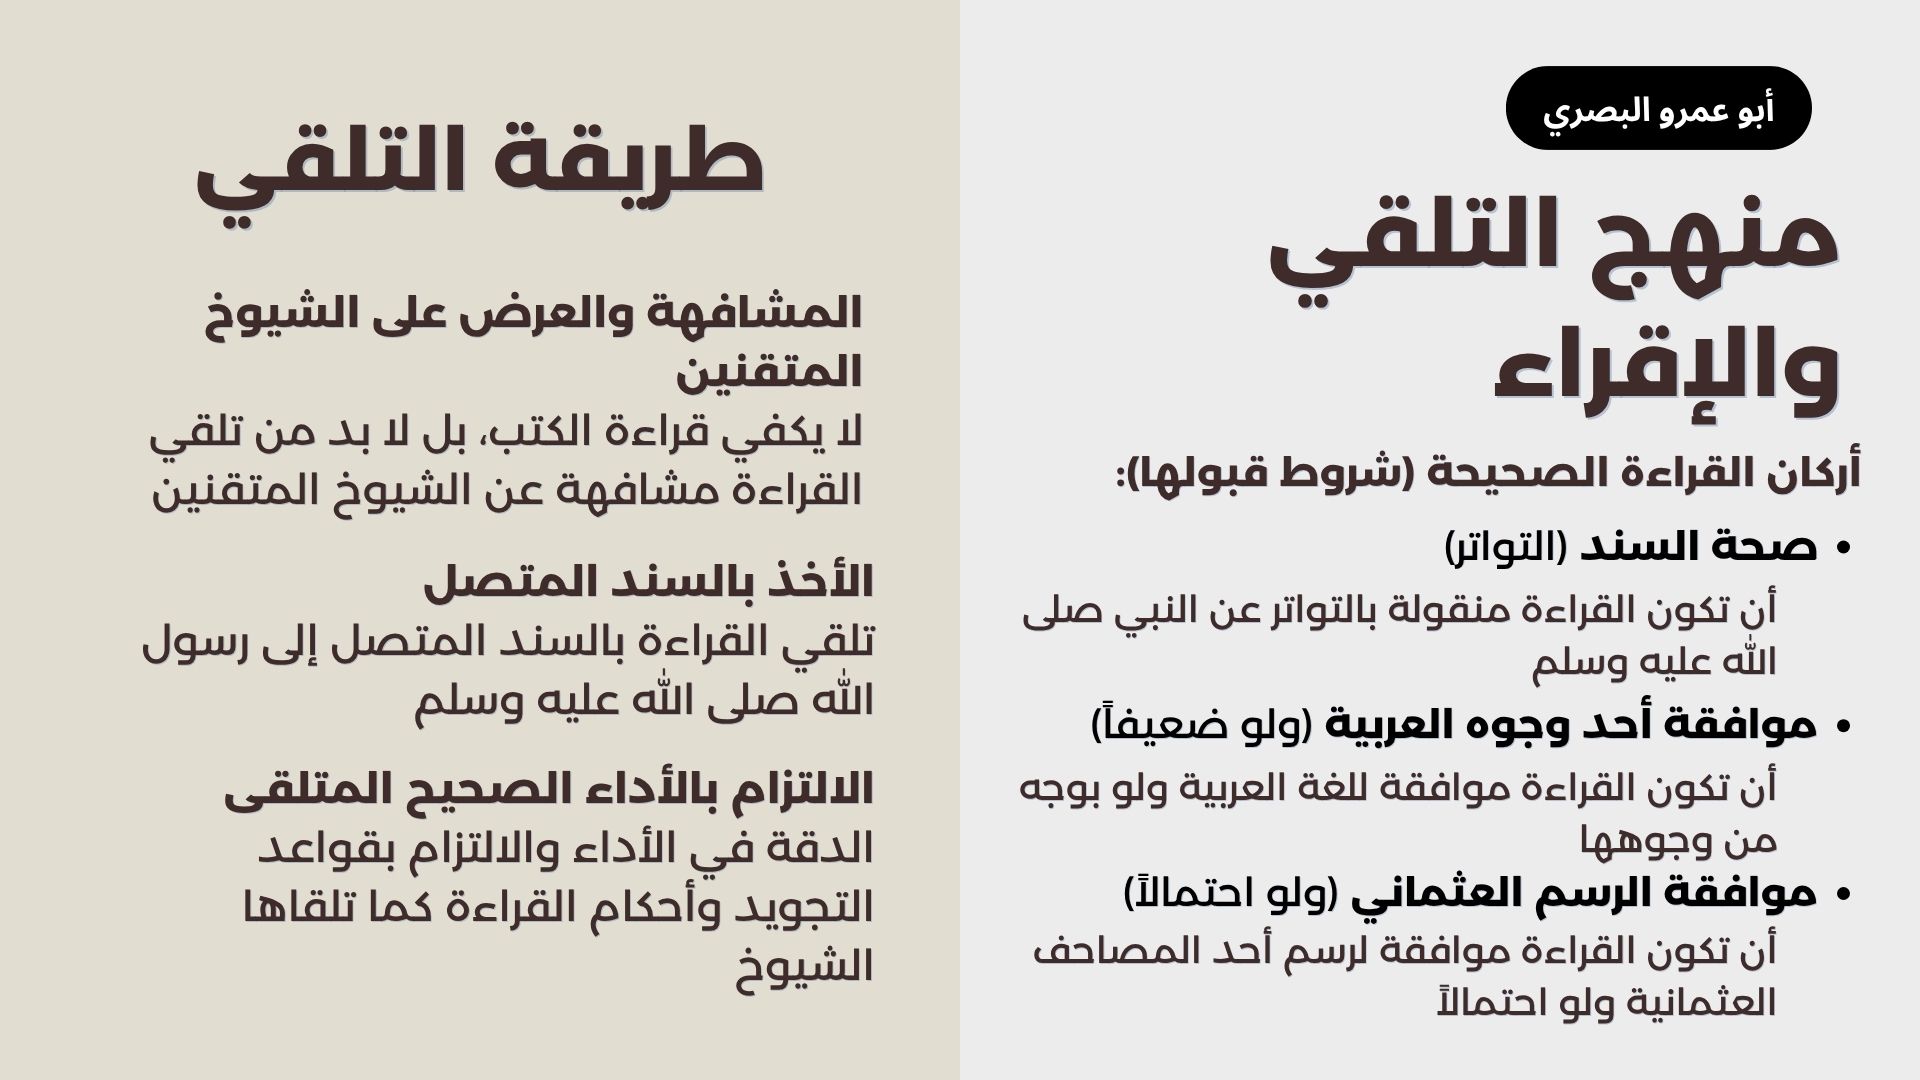 أبو عمرو البصري
منهج التلقي
والإقراء
أركان القراءة الصحيحة (شروط قبولها):
• صحة السند (التواتر)
أن تكون القراءة منقولة بالتواتر عن النبي صلى
الله عليه وسلم
• موافقة أحد وجوه العربية (ولو ضعيفاً)
أن تكون القراءة موافقة للغة العربية ولو بوجه
من وجوهها
• موافقة الرسم العثماني (ولو احتمالاً)
أن تكون القراءة موافقة لرسم أحد المصاحف
العثمانية ولو احتمالاً
طريقة التلقي
المشافهة والعرض على الشيوخ
المتقنين
لا يكفي قراءة الكتب، بل لا بد من تلقي
القراءة مشافهة عن الشيوخ المتقنين
الأخذ بالسند المتصل
تلقي القراءة بالسند المتصل إلى رسول
الله صلى الله عليه وسلم
الالتزام بالأداء الصحيح المتلقى
الدقة في الأداء والالتزام بقواعد
التجويد وأحكام القراءة كما تلقاها
الشيوخ